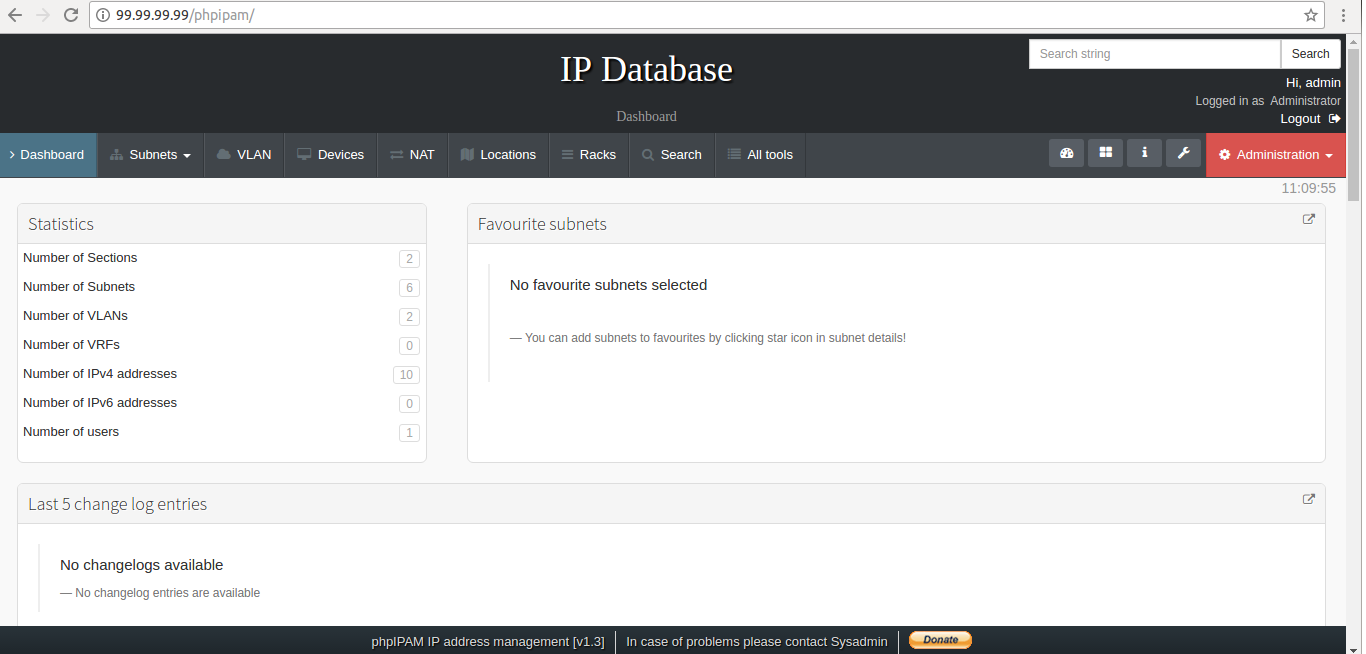 99.99.99.99/phpipam/
IP Database
Dashboard
Search string
Search
Hi, admin
Logged in as Administrator
Logout
Dashboard
Subnets
VLAN
Devices
NAT
Locations
Racks
Search
All tools
Administration
11:09:55
Statistics
Number of Sections 2
Number of Subnets 6
Number of VLANs 2
Number of VRFs 0
Number of IPv4 addresses 10
Number of IPv6 addresses 0
Number of users 1
Favourite subnets
No favourite subnets selected
— You can add subnets to favourites by clicking star icon in subnet details!
Last 5 change log entries
No changelogs available
— No changelog entries are available
phpIPAM IP address management [v1.3]
In case of problems please contact Sysadmin
Donate